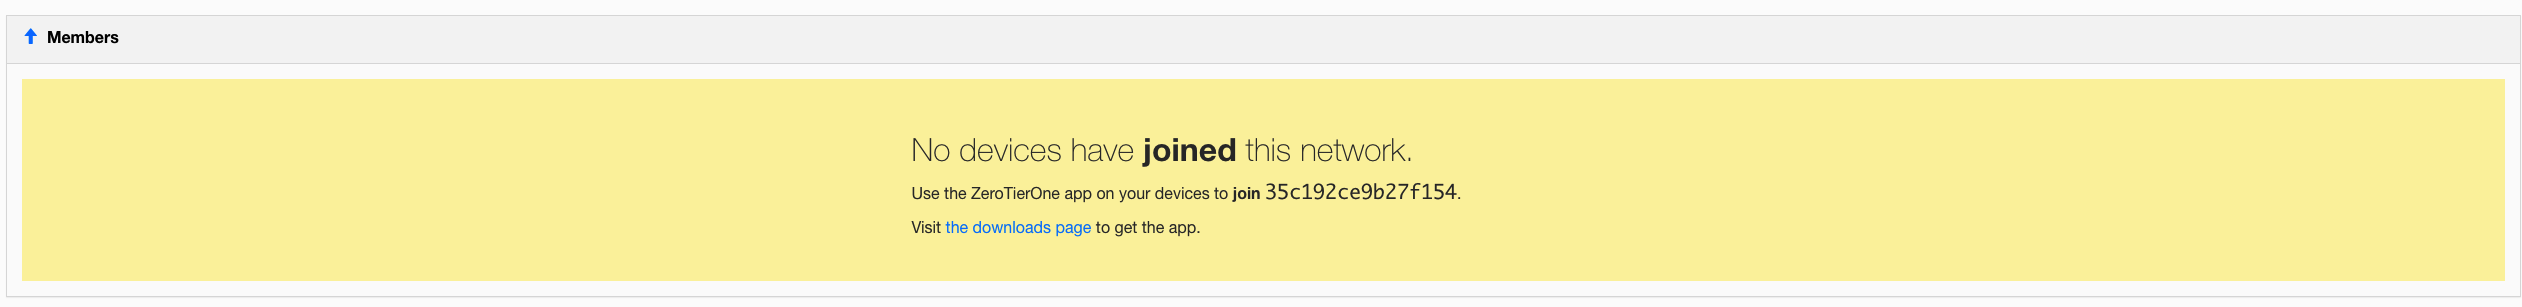 Members
No devices have joined this network.
Use the ZeroTierOne app on your devices to join 35c192ce9b27f154.
Visit the downloads page to get the app.